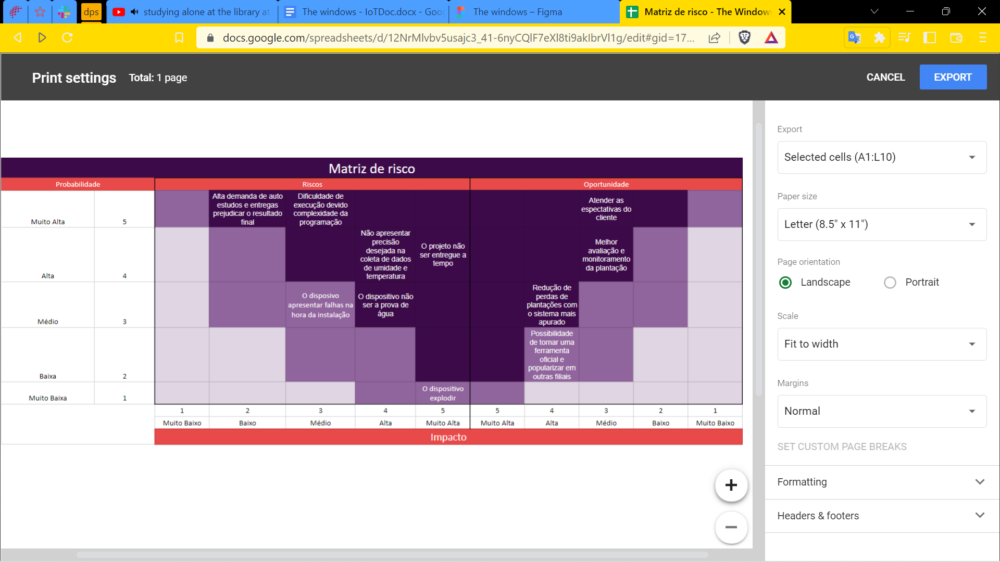 dps
studying alone at the library at
The windows - IoTDoc.docx - Goo
The windows – Figma
Matriz de risco - The Window
docs.google.com/spreadsheets/d/12NrMlvbv5usajc3_41-6nyCQlF7eXl8ti9akIbrVl1g/edit#gid=17...
Print settings
Total: 1 page
CANCEL
EXPORT
Matriz de risco
Probabilidade
Riscos
Oportunidade
Muito Alta
5
Alta demanda de auto
estudos e entregas
prejudicar o resultado
final
Dificuldade de
execução devido
complexidade da
programação
Atender as
espectativas do
cliente
Alta
4
Não apresentar
precisão
desejada na
coleta de dados
de umidade e
temperatura
O projeto não
ser entregue a
tempo
Melhor
avaliação e
monitoramento
da plantação
Médio
3
O disposivo
apresentar falhas na
hora da instalação
O dispositivo não
ser a prova de
água
Redução de
perdas de
plantações com
o sistema mais
apurado
Baixa
2
Possibilidade
de tornar uma
ferramenta
oficial e
popularizar em
outras filiais
Muito Baixa
1
O dispositivo
explodir
1 2 3 4 5 5 4 3 2 1
Muito Baixo Baixo Médio Alta Muito Alta Muito Alta Alta Médio Baixo Muito Baixo
Impacto
Export
Selected cells (A1:L10)
Paper size
Letter (8.5" x 11")
Page orientation
Landscape
Portrait
Scale
Fit to width
Margins
Normal
SET CUSTOM PAGE BREAKS
Formatting
Headers & footers